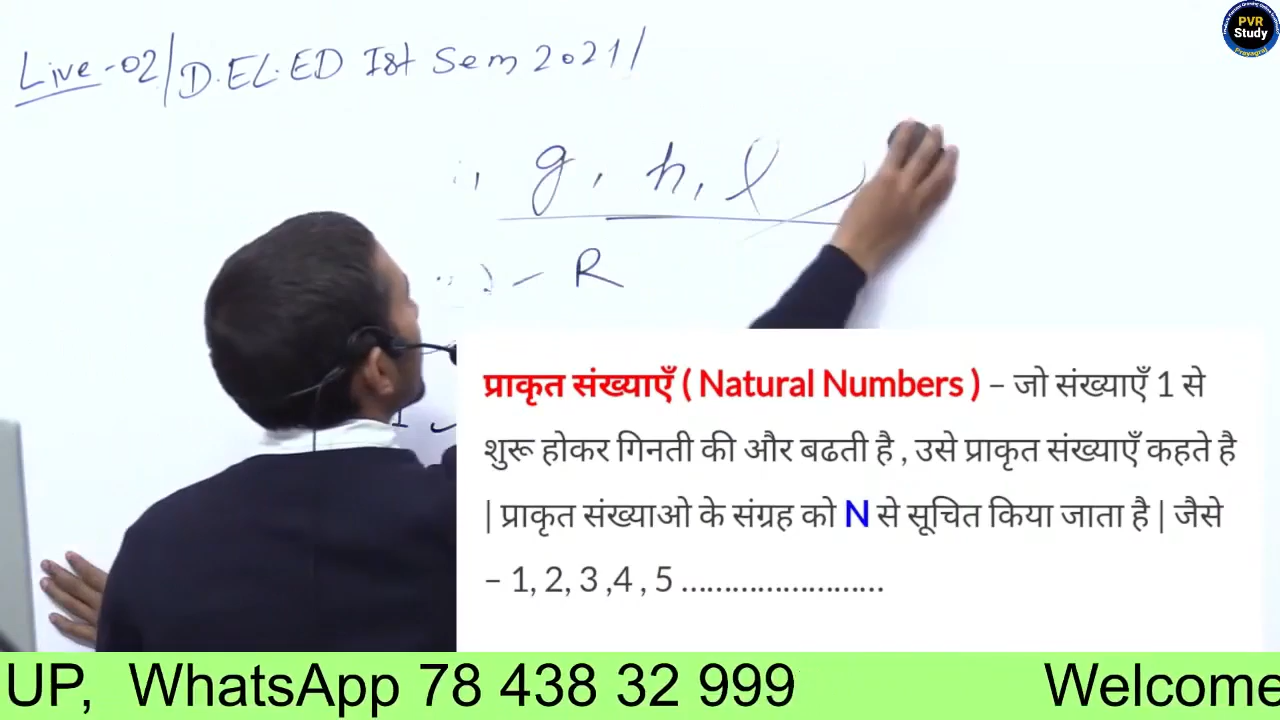 PVR
Study
Prayagraj
Live-02/D.EL.ED Ist Sem 2021/
, g, h, l
) – R
प्राकृत संख्याएँ ( Natural Numbers ) – जो संख्याएँ 1 से
शुरू होकर गिनती की और बढती है , उसे प्राकृत संख्याएँ कहते है
| प्राकृत संख्याओ के संग्रह को N से सूचित किया जाता है | जैसे
– 1, 2, 3 ,4 , 5 ........................
UP, WhatsApp 78 438 32 999 Welcome